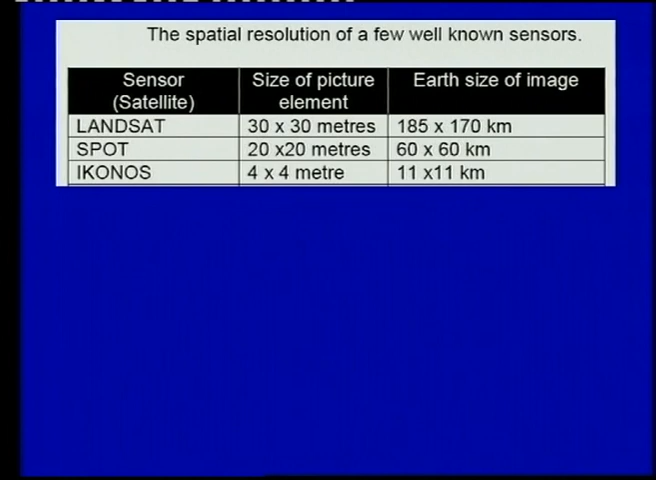 The spatial resolution of a few well known sensors.
Sensor (Satellite) Size of picture element Earth size of image
LANDSAT 30 x 30 metres 185 x 170 km
SPOT 20 x20 metres 60 x 60 km
IKONOS 4 x 4 metre 11 x11 km